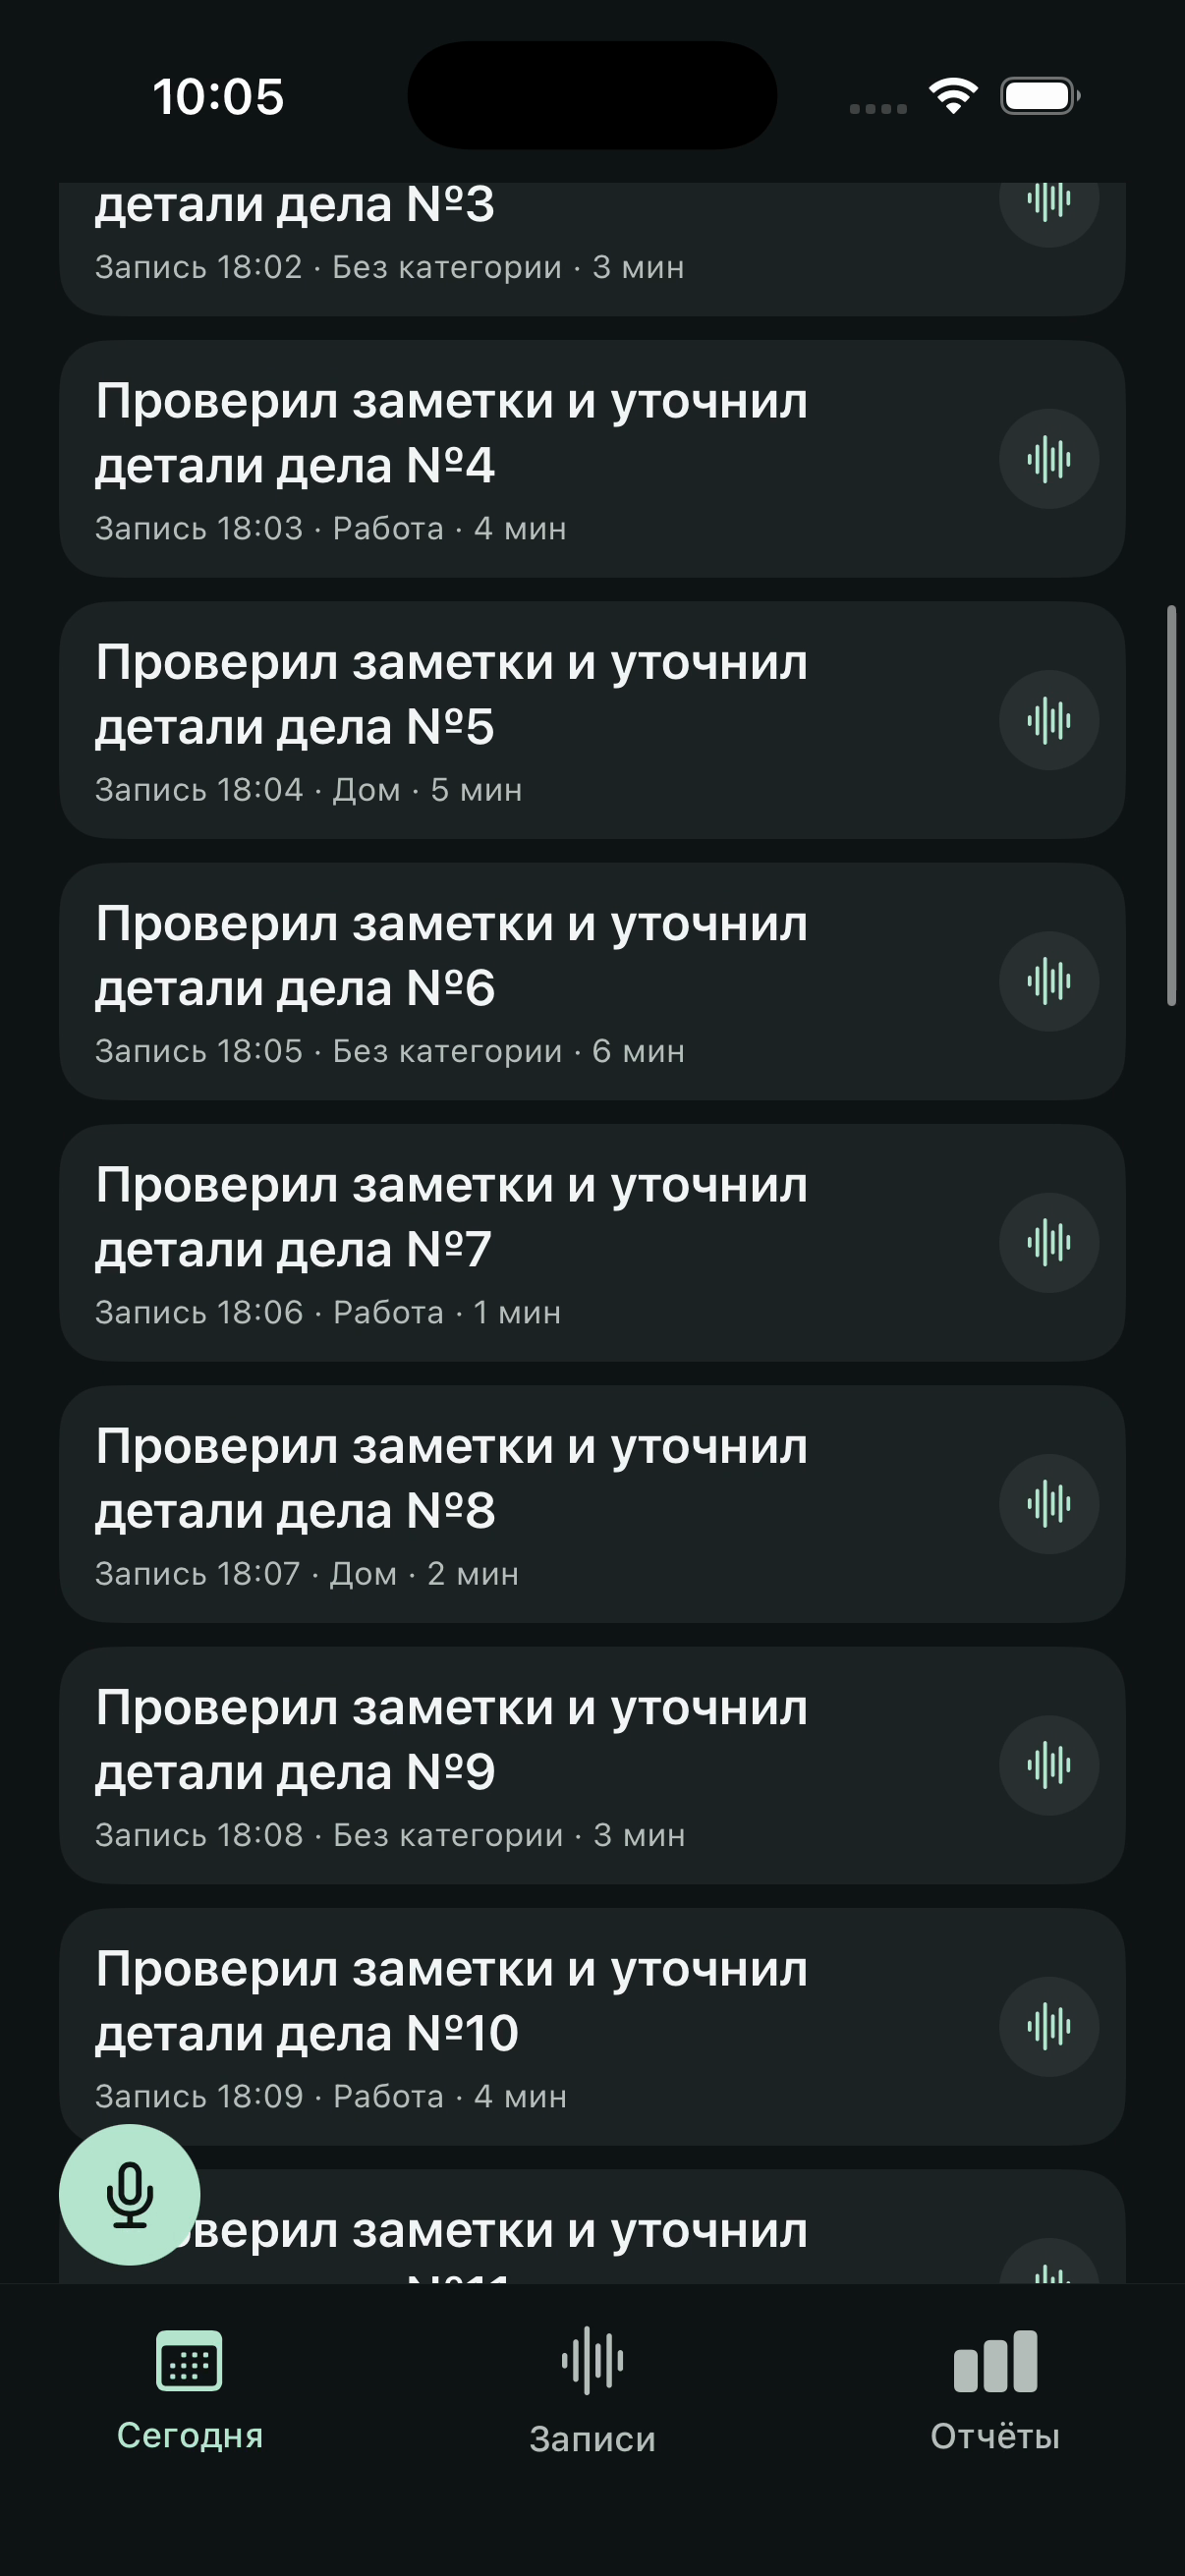 10:05
детали дела №3
Запись 18:02 · Без категории · 3 мин
Проверил заметки и уточнил
детали дела №4
Запись 18:03 · Работа · 4 мин
Проверил заметки и уточнил
детали дела №5
Запись 18:04 · Дом · 5 мин
Проверил заметки и уточнил
детали дела №6
Запись 18:05 · Без категории · 6 мин
Проверил заметки и уточнил
детали дела №7
Запись 18:06 · Работа · 1 мин
Проверил заметки и уточнил
детали дела №8
Запись 18:07 · Дом · 2 мин
Проверил заметки и уточнил
детали дела №9
Запись 18:08 · Без категории · 3 мин
Проверил заметки и уточнил
детали дела №10
Запись 18:09 · Работа · 4 мин
заметки и уточнил
№11
Сегодня
Записи
Отчёты